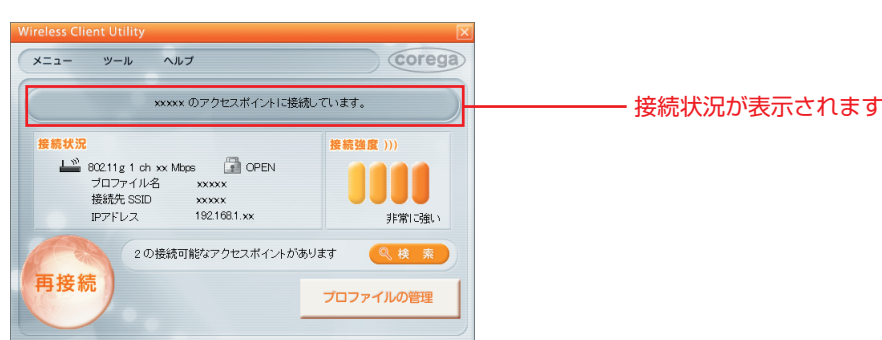 Wireless Client Utility
メニュー ツール ヘルプ corega
xxxxx のアクセスポイントに接続しています。
接続状況が表示されます
接続状況
802.11g 1 ch xx Mbps OPEN
プロファイル名 xxxxx
接続先 SSID xxxxx
IPアドレス 192.168.1.xx
接続強度 )))
非常に強い
2 の接続可能なアクセスポイントがあります
検 索
再接続
プロファイルの管理